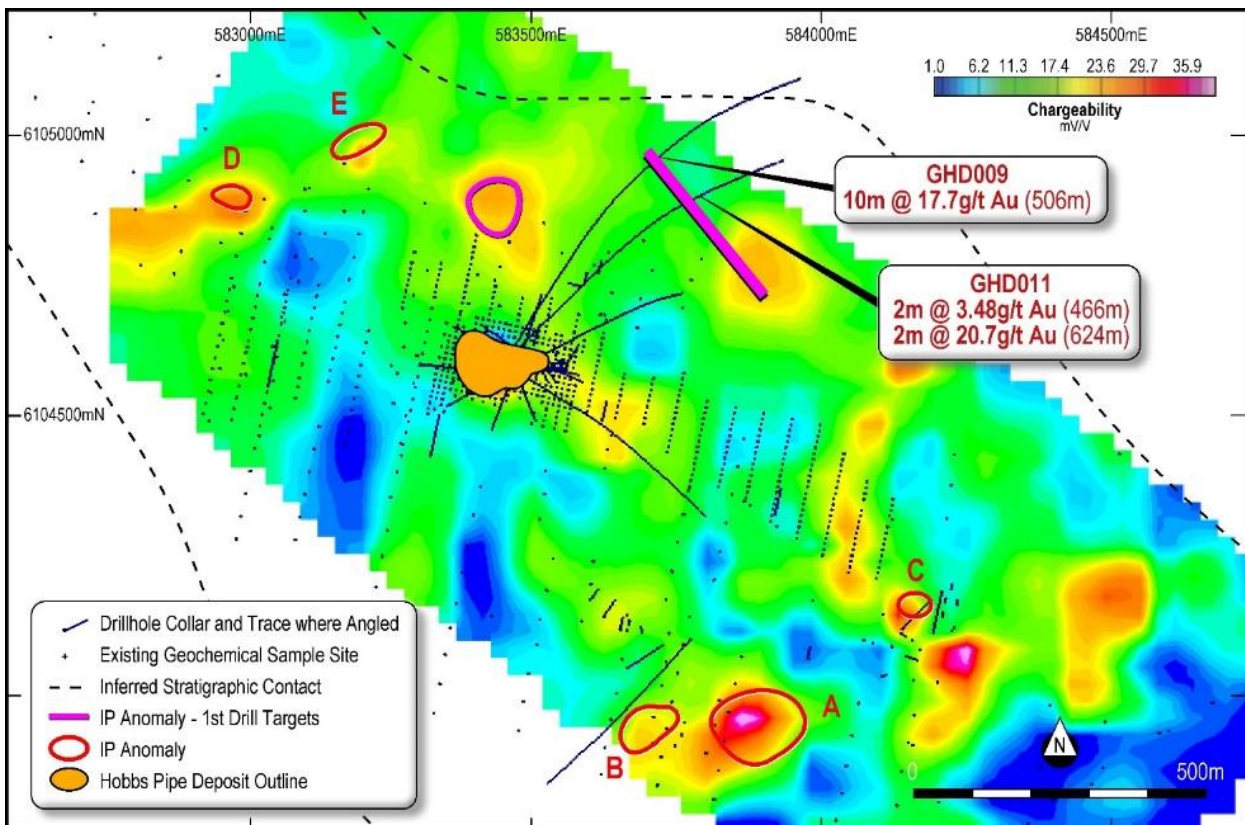 583000mE
583500mE
584000mE
584500mE
1.0 6.2 11.3 17.4 23.6 29.7 35.9
Chargeability
mV/V
6105000mN
E
D
GHD009
10m @ 17.7g/t Au (506m)
GHD011
2m @ 3.48g/t Au (466m)
2m @ 20.7g/t Au (624m)
6104500mN
C
A
B
Drillhole Collar and Trace where Angled
Existing Geochemical Sample Site
Inferred Stratigraphic Contact
IP Anomaly - 1st Drill Targets
IP Anomaly
Hobbs Pipe Deposit Outline
N
0 500m